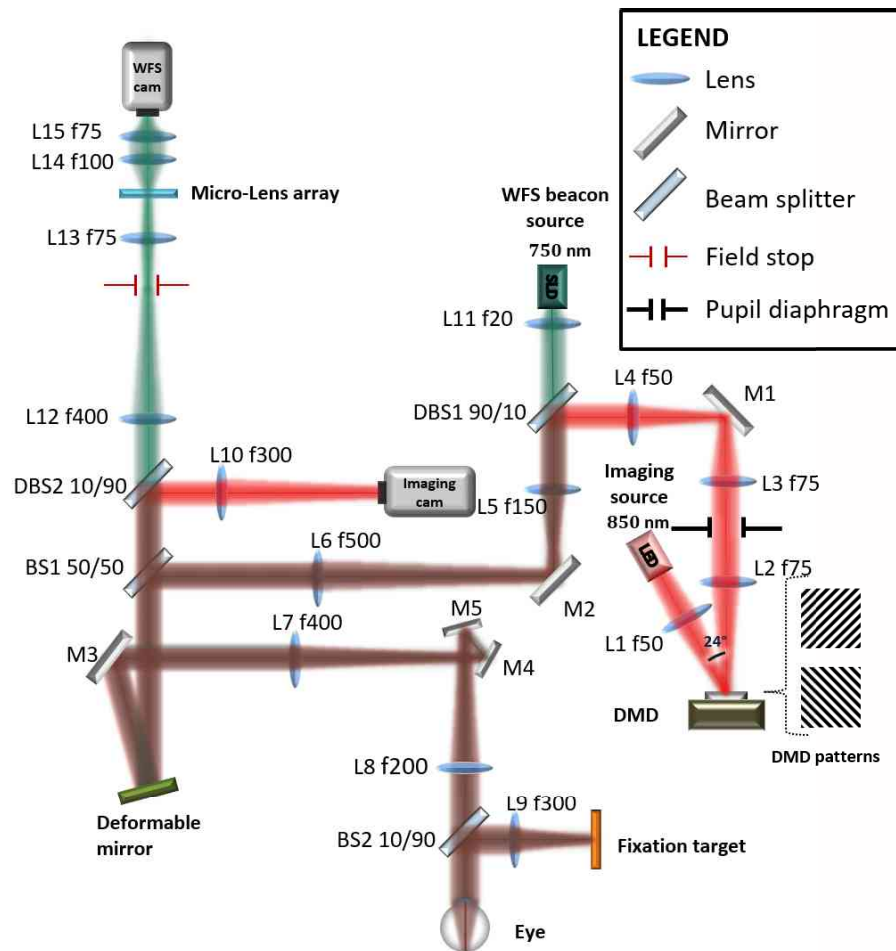 WFS
cam
L15 f75
L14 f100
Micro-Lens array
L13 f75
L12 f400
DBS2 10/90
L10 f300
Imaging
cam
BS1 50/50
L6 f500
M3
L7 f400
M5
M4
Deformable
mirror
L8 f200
BS2 10/90
L9 f300
Fixation target
Eye
WFS beacon
source
750 nm
SLD
L11 f20
DBS1 90/10
L4 f50
M1
L5 f150
M2
Imaging
source
850 nm
LED
L3 f75
L2 f75
L1 f50
24°
DMD
DMD patterns
LEGEND
Lens
Mirror
Beam splitter
Field stop
Pupil diaphragm